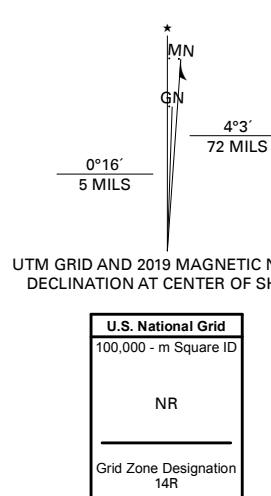 ★
MN
GN
4°3´
72 MILS
0°16´
5 MILS
UTM GRID AND 2019 MAGNETIC N
DECLINATION AT CENTER OF SH
U.S. National Grid
100,000 - m Square ID
NR
Grid Zone Designation
14R